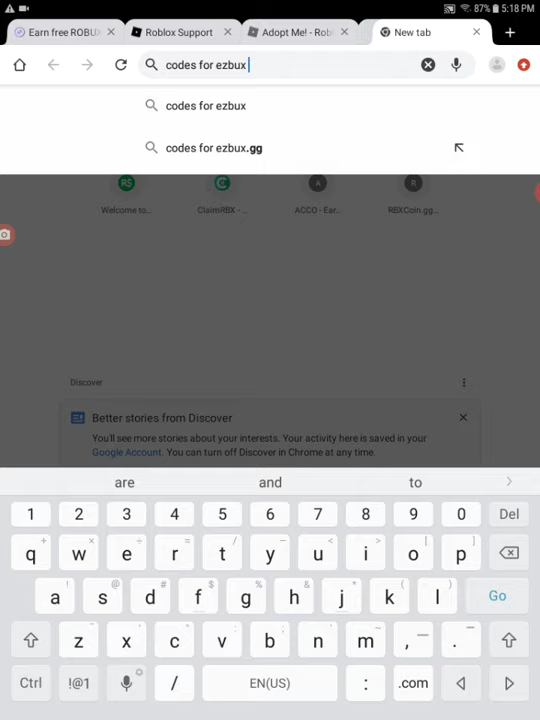 87% 5:18 PM
Earn free ROBUX
Roblox Support
Adopt Me! - Rob
New tab
codes for ezbux
codes for ezbux
codes for ezbux.gg
RS
A
R
Welcome to...
ClaimRBX - ...
ACCO - Ear...
RBXCoin.gg...
Discover
Better stories from Discover
You'll see more stories about your interests. Your activity here is saved in your
Google Account. You can turn off Discover in Chrome at any time.
are and to
1 2 3 4 5 6 7 8 9 0 Del
+ × ÷ = / _ < > [ ]
q w e r t y u i o p
! @ # $ % ^ & * ( )
a s d f g h j k l Go
z x c v b n m , .
Ctrl !@1 / EN(US) : .com